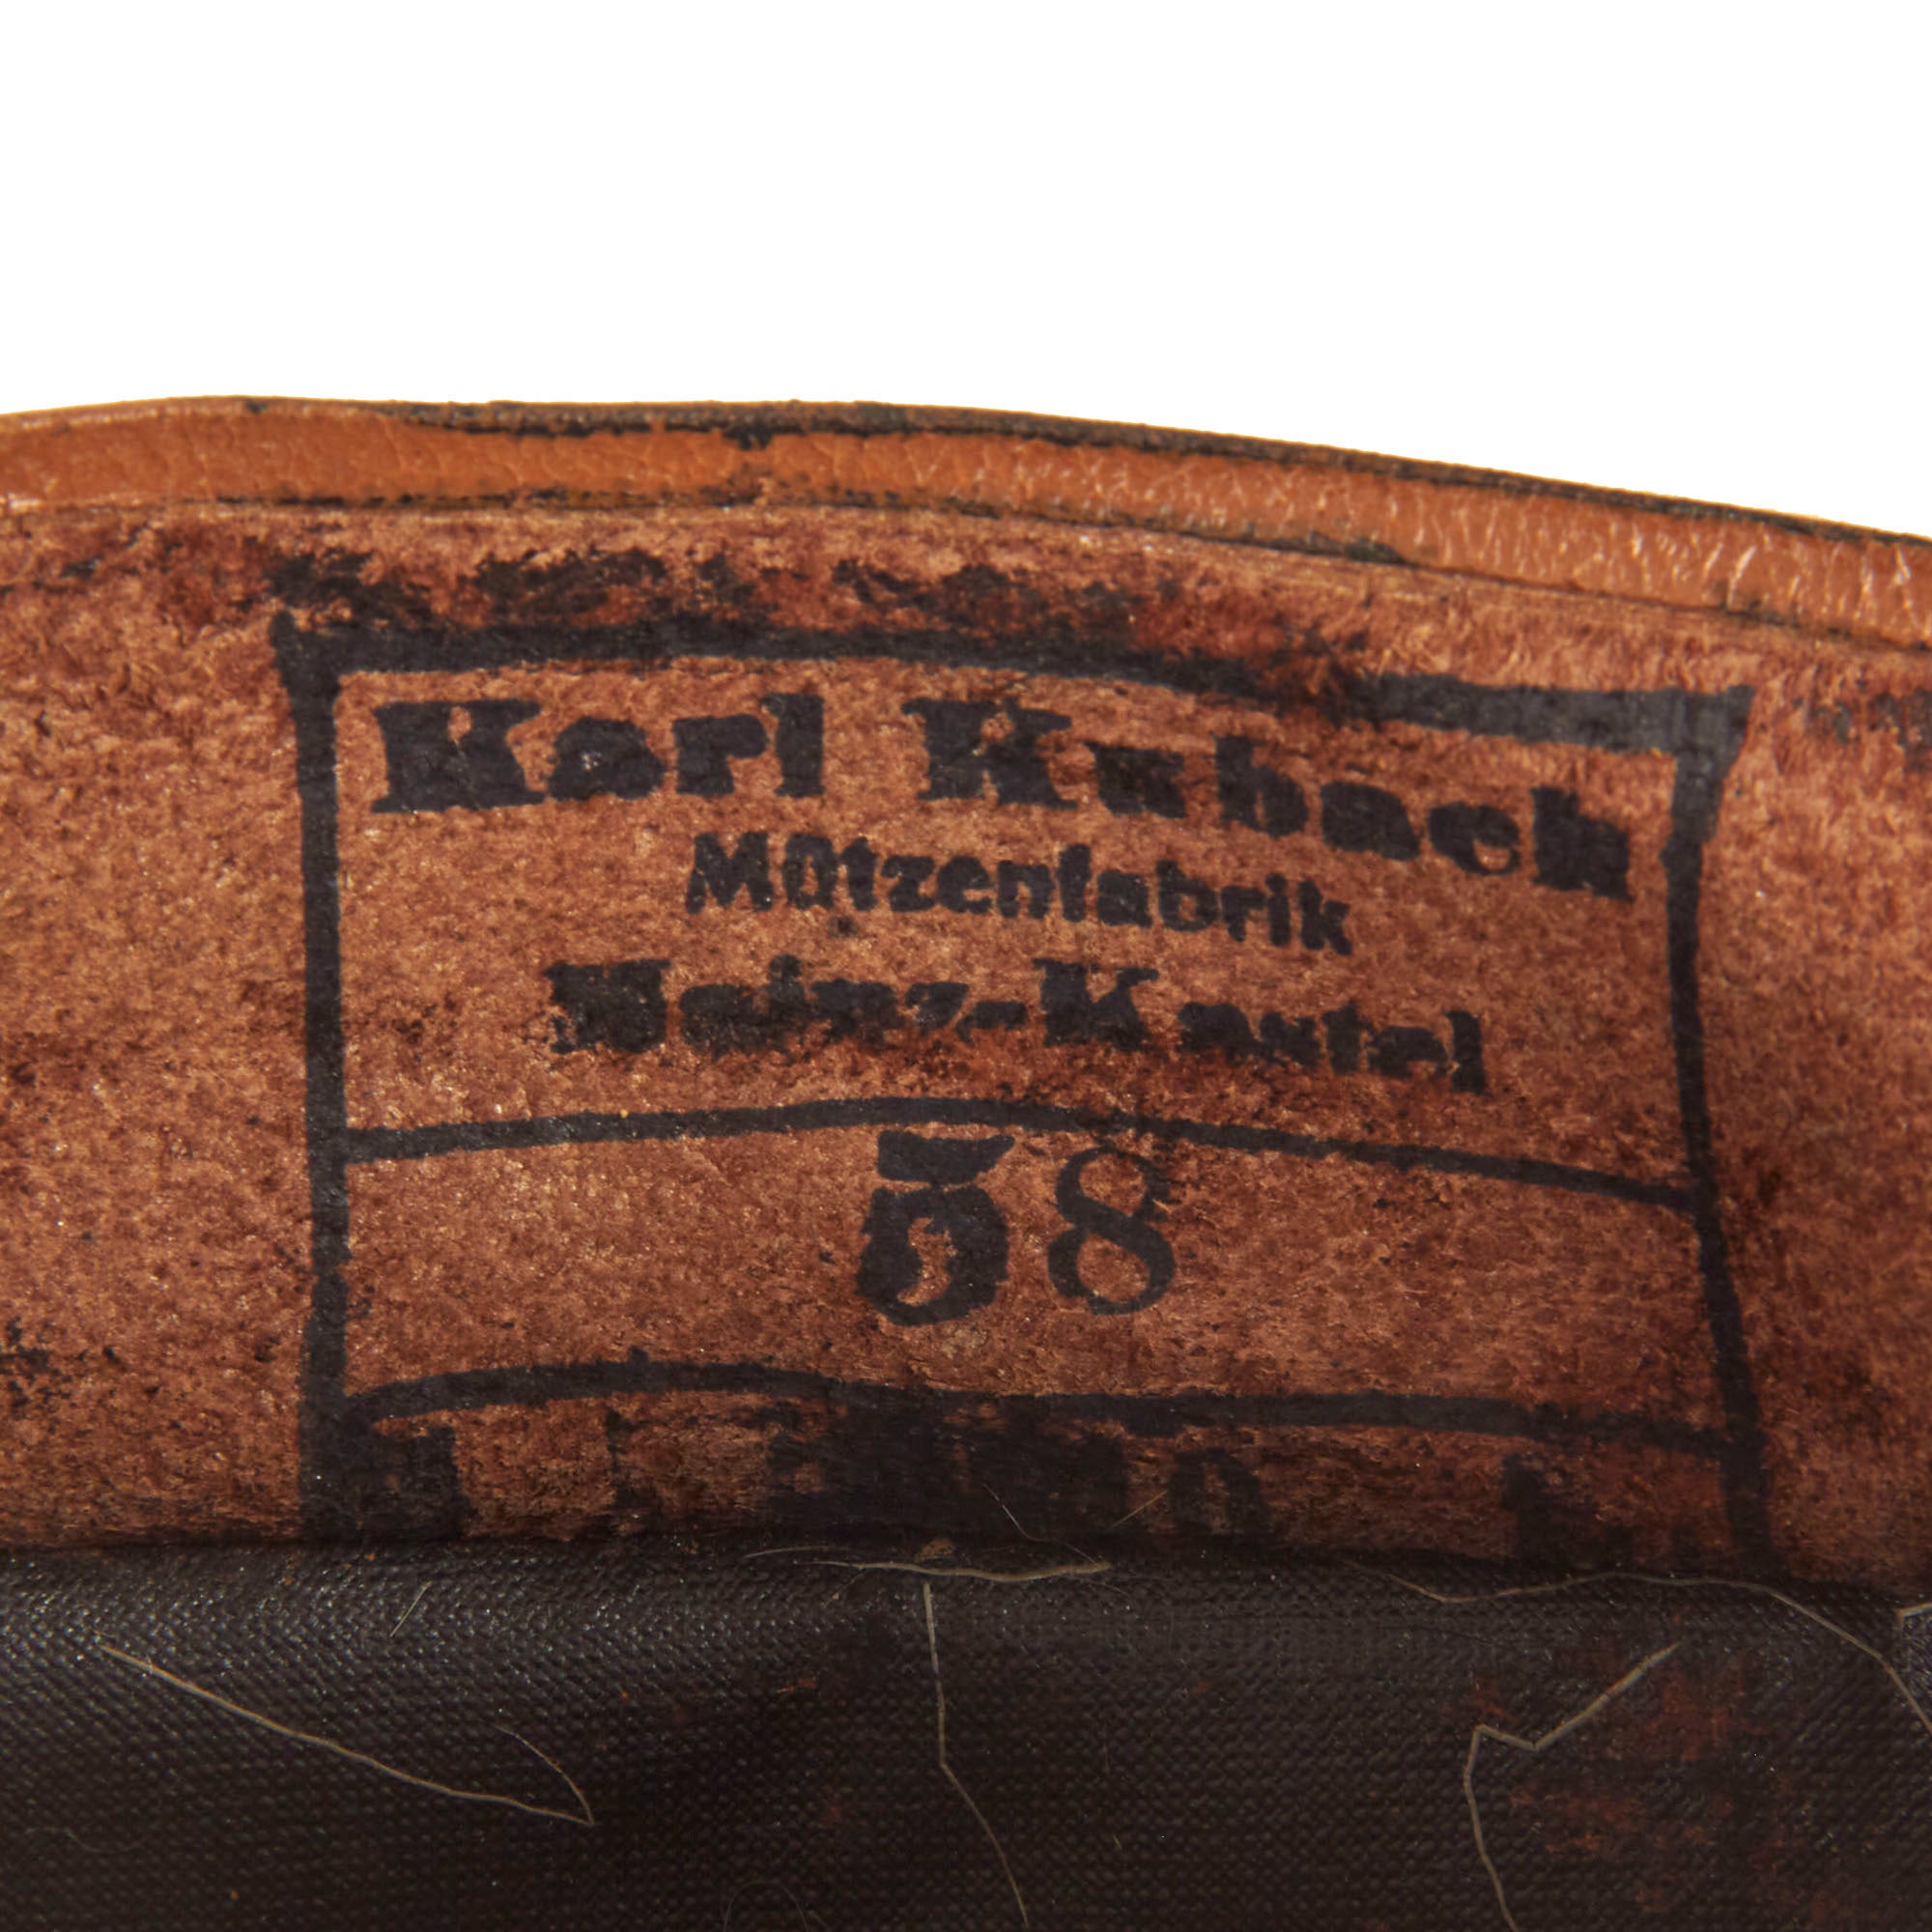 Karl Kubach
Mützenfabrik
Mainz-Kastel
58